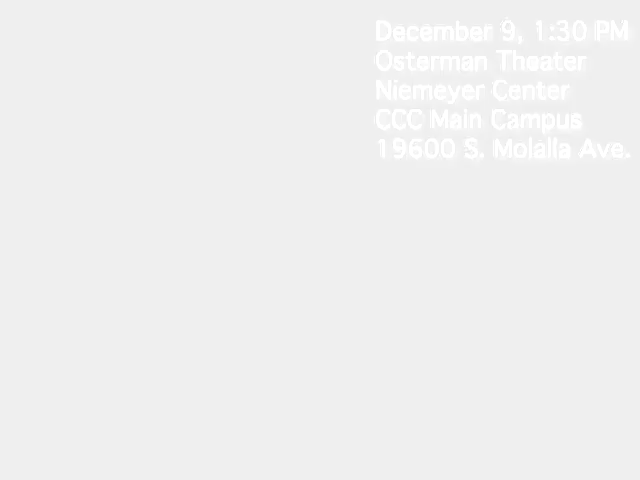 December 9, 1:30 PM
Osterman Theater
Niemeyer Center
CCC Main Campus
19600 S. Molalla Ave.